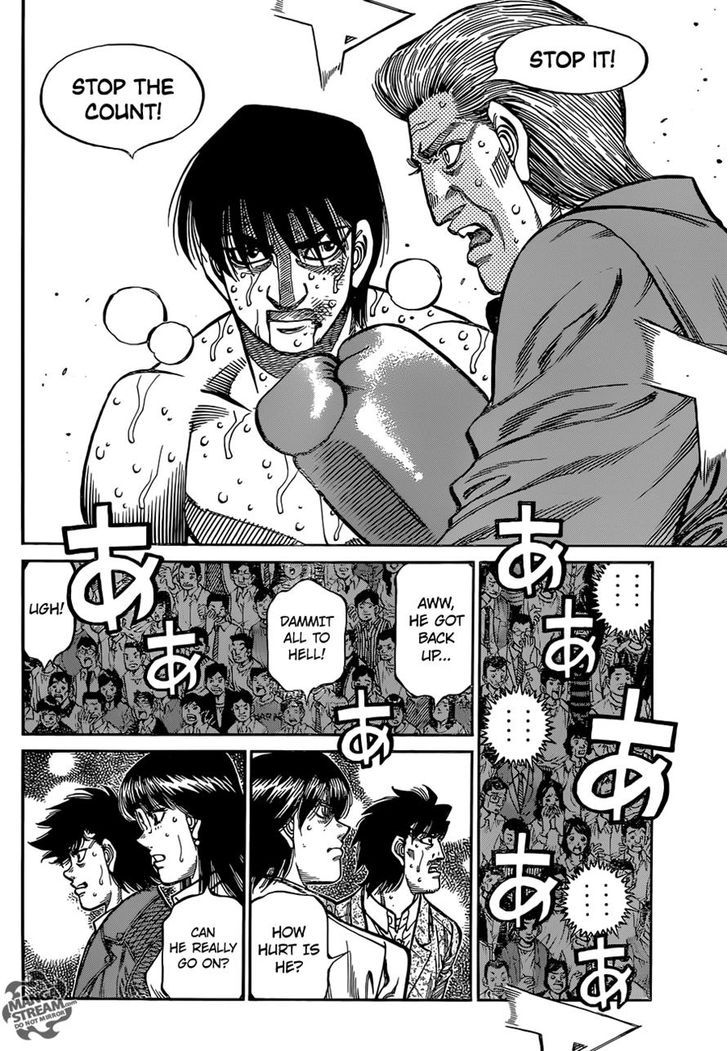 STOP IT!
STOP THE
COUNT!
. . . . . .
あ
あ
. . . . . .
あ
あ
. . . . . .
あ
AWW,
HE GOT
BACK
UP...
あ
DAMMIT
ALL TO
HELL!
あ
あ
UGH!
HOW
HURT IS
HE?
CAN
HE REALLY
GO ON?
MANGA
STREAM.com
DO NOT MIRROR